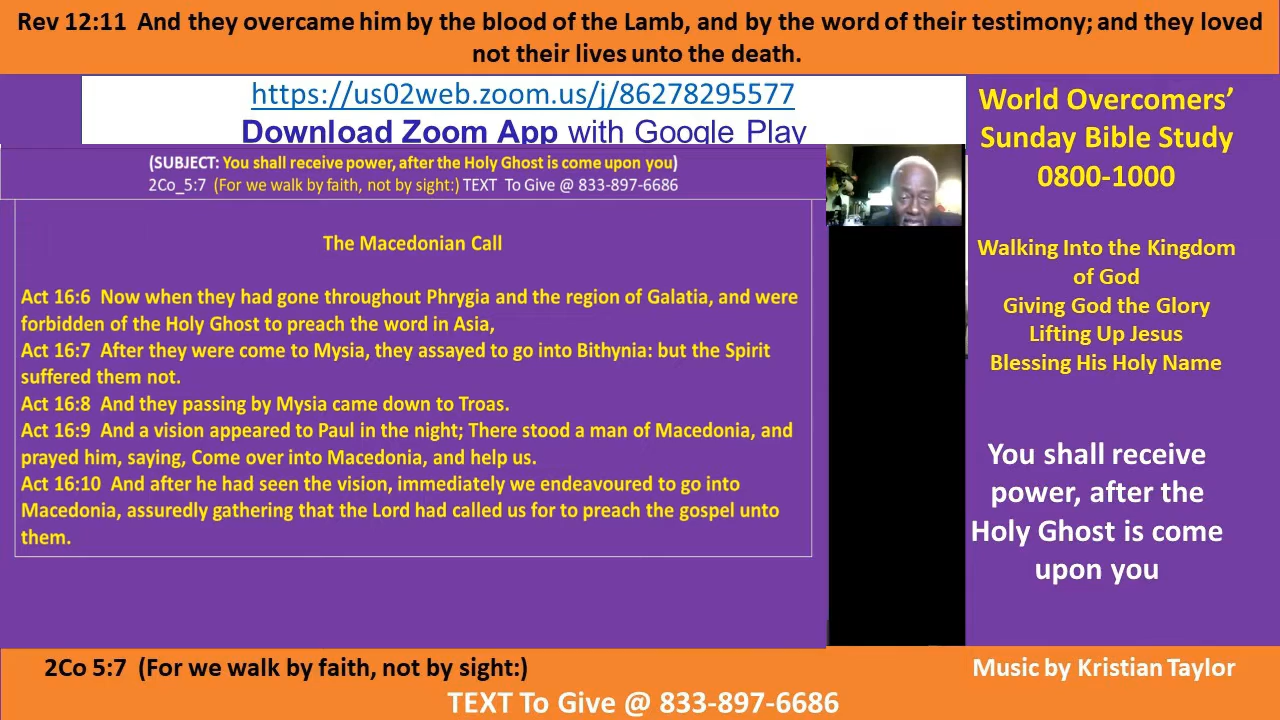 Rev 12:11  And they overcame him by the blood of the Lamb, and by the word of their testimony; and they loved
not their lives unto the death.
https://us02web.zoom.us/j/86278295577
Download Zoom App with Google Play
(SUBJECT: You shall receive power, after the Holy Ghost is come upon you)
2Co_5:7  (For we walk by faith, not by sight:) TEXT  To Give @ 833-897-6686
The Macedonian Call
Act 16:6  Now when they had gone throughout Phrygia and the region of Galatia, and were
forbidden of the Holy Ghost to preach the word in Asia,
Act 16:7  After they were come to Mysia, they assayed to go into Bithynia: but the Spirit
suffered them not.
Act 16:8  And they passing by Mysia came down to Troas.
Act 16:9  And a vision appeared to Paul in the night; There stood a man of Macedonia, and
prayed him, saying, Come over into Macedonia, and help us.
Act 16:10  And after he had seen the vision, immediately we endeavoured to go into
Macedonia, assuredly gathering that the Lord had called us for to preach the gospel unto
them.
World Overcomers’
Sunday Bible Study
0800-1000
Walking Into the Kingdom
of God
Giving God the Glory
Lifting Up Jesus
Blessing His Holy Name
You shall receive
power, after the
Holy Ghost is come
upon you
2Co 5:7  (For we walk by faith, not by sight:)
Music by Kristian Taylor
TEXT To Give @ 833-897-6686